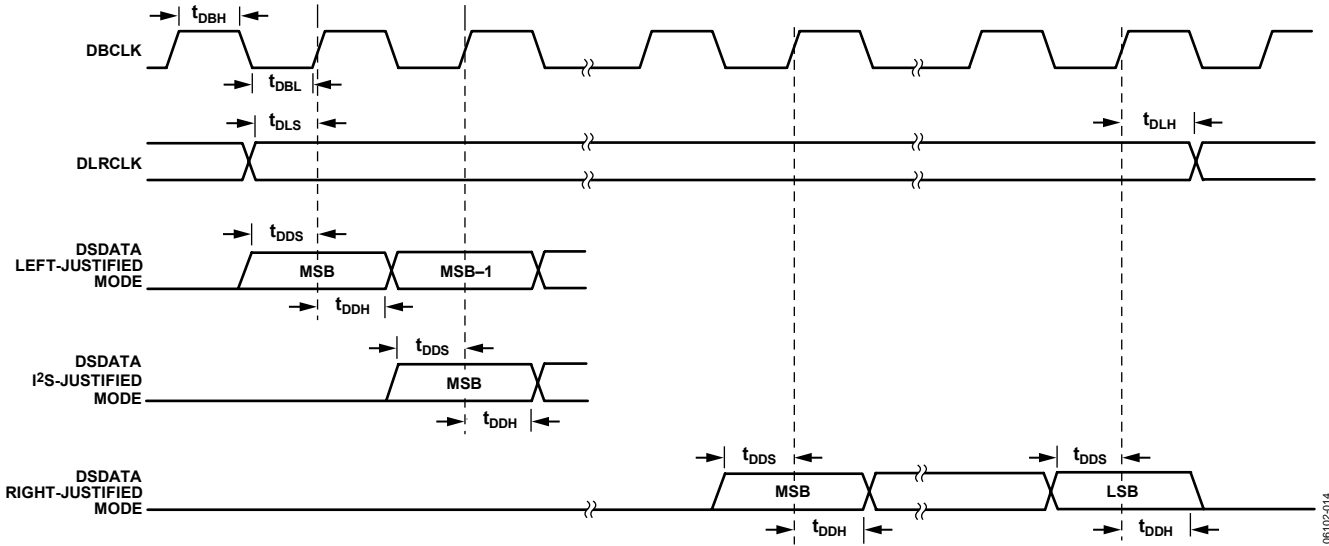 tDBH
DBCLK
tDBL
tDLS
tDLH
DLRCLK
tDDS
DSDATA
LEFT-JUSTIFIED
MODE
MSB
MSB–1
tDDH
DSDATA
I²S-JUSTIFIED
MODE
tDDS
MSB
tDDH
DSDATA
RIGHT-JUSTIFIED
MODE
tDDS
tDDS
MSB
LSB
tDDH
tDDH
06102-014